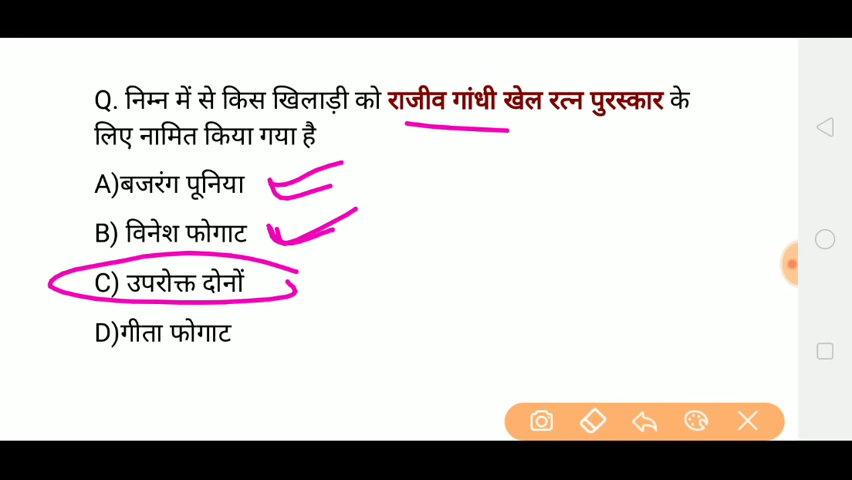 Q. निम्न में से किस खिलाड़ी को राजीव गांधी खेल रत्न पुरस्कार के
लिए नामित किया गया है
A)बजरंग पूनिया
B) विनेश फोगाट
C) उपरोक्त दोनों
D)गीता फोगाट